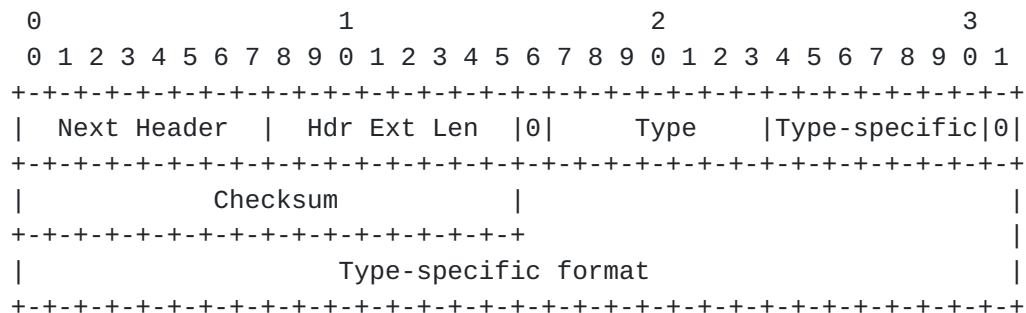 0                   1                   2                   3
 0 1 2 3 4 5 6 7 8 9 0 1 2 3 4 5 6 7 8 9 0 1 2 3 4 5 6 7 8 9 0 1
+-+-+-+-+-+-+-+-+-+-+-+-+-+-+-+-+-+-+-+-+-+-+-+-+-+-+-+-+-+-+-+-+
|  Next Header  |  Hdr Ext Len  |0|     Type    |Type-specific|0|
+-+-+-+-+-+-+-+-+-+-+-+-+-+-+-+-+-+-+-+-+-+-+-+-+-+-+-+-+-+-+-+-+
|            Checksum           |                               |
+-+-+-+-+-+-+-+-+-+-+-+-+-+-+-+-+                               |
|                    Type-specific format                       |
+-+-+-+-+-+-+-+-+-+-+-+-+-+-+-+-+-+-+-+-+-+-+-+-+-+-+-+-+-+-+-+-+